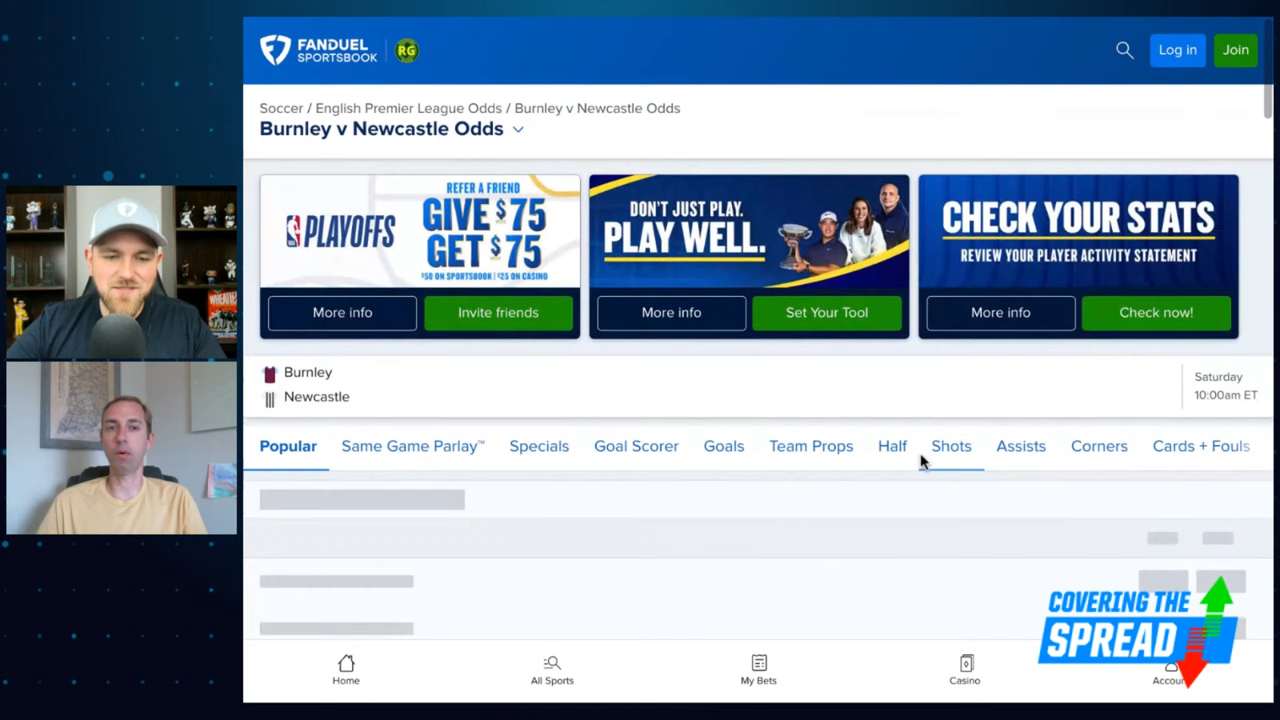 FANDUEL
SPORTSBOOK
RG
Log in
Join
Soccer / English Premier League Odds / Burnley v Newcastle Odds
Burnley v Newcastle Odds
NBA
PLAYOFFS
REFER A FRIEND
GIVE $75
GET $75
$50 ON SPORTSBOOK | $25 ON CASINO
More info
Invite friends
DON'T JUST PLAY.
PLAY WELL.
More info
Set Your Tool
CHECK YOUR STATS
REVIEW YOUR PLAYER ACTIVITY STATEMENT
More info
Check now!
Burnley
Newcastle
Saturday
10:00am ET
Popular
Same Game Parlay™
Specials
Goal Scorer
Goals
Team Props
Half
Shots
Assists
Corners
Cards + Fouls
WHEATIES
COVERING THE
SPREAD
Home
All Sports
My Bets
Casino
Accou